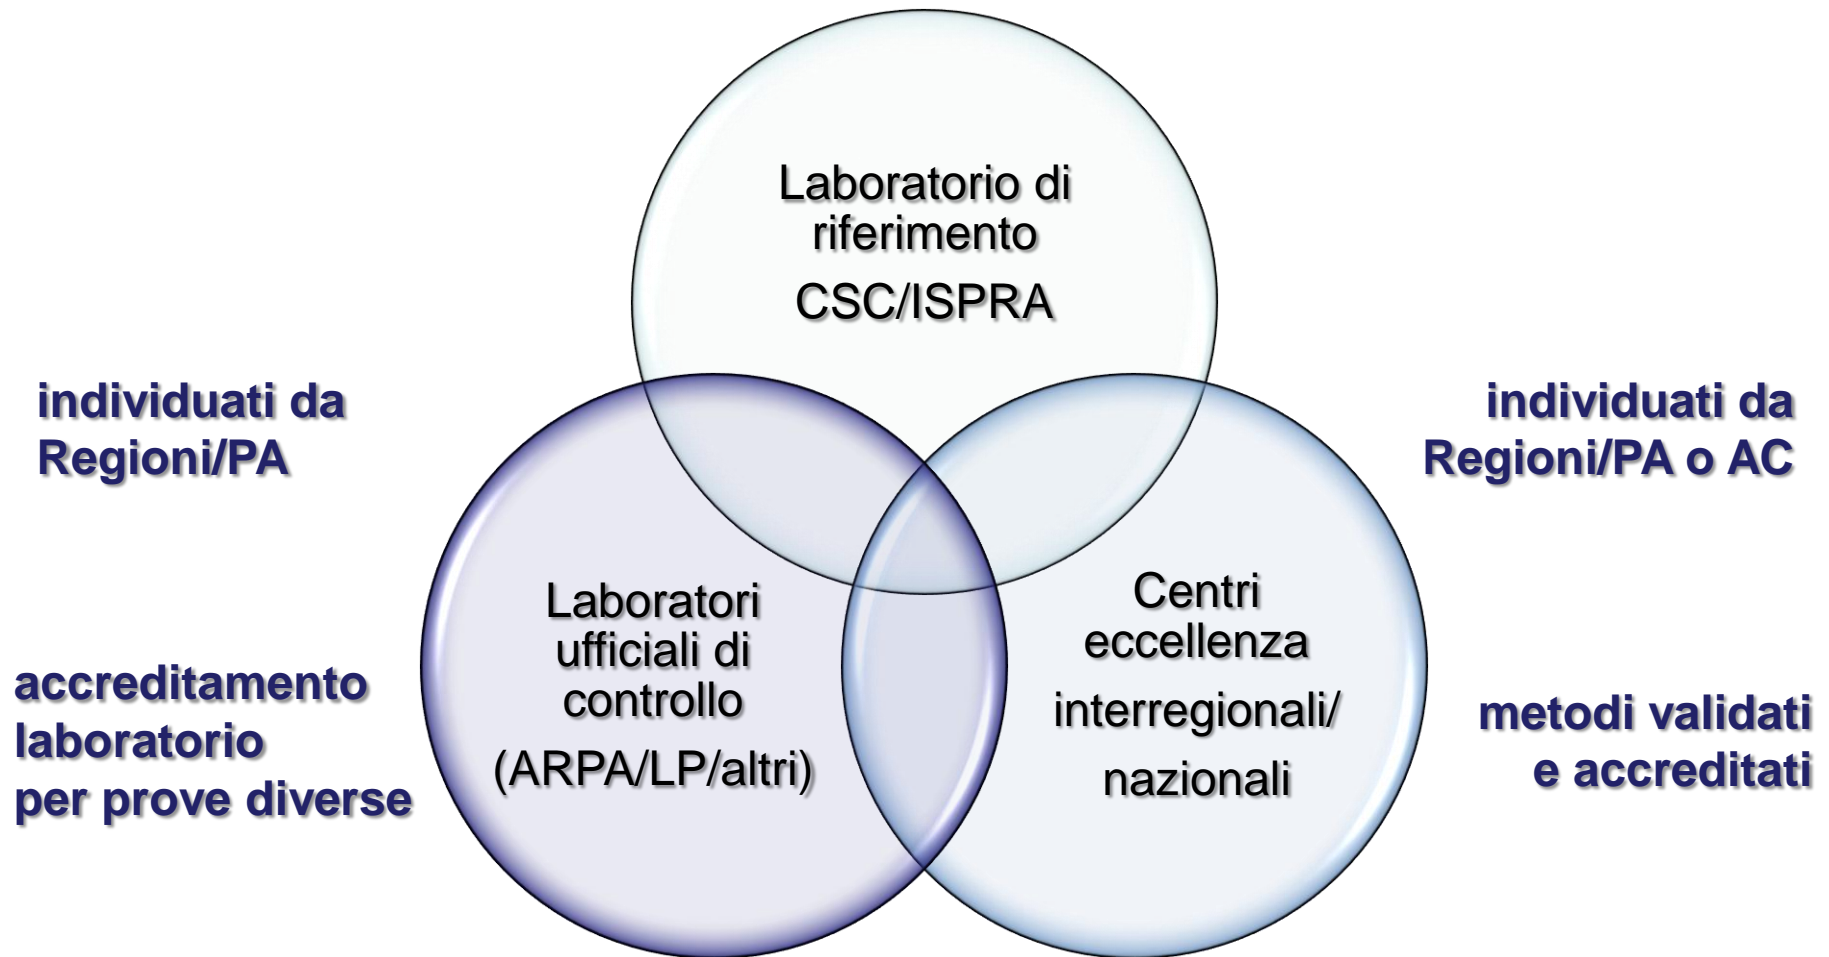 Laboratorio di
riferimento
CSC/ISPRA
individuati da
Regioni/PA
individuati da
Regioni/PA o AC
Laboratori
ufficiali di
controllo
(ARPA/LP/altri)
Centri
eccellenza
interregionali/
nazionali
accreditamento
laboratorio
per prove diverse
metodi validati
e accreditati